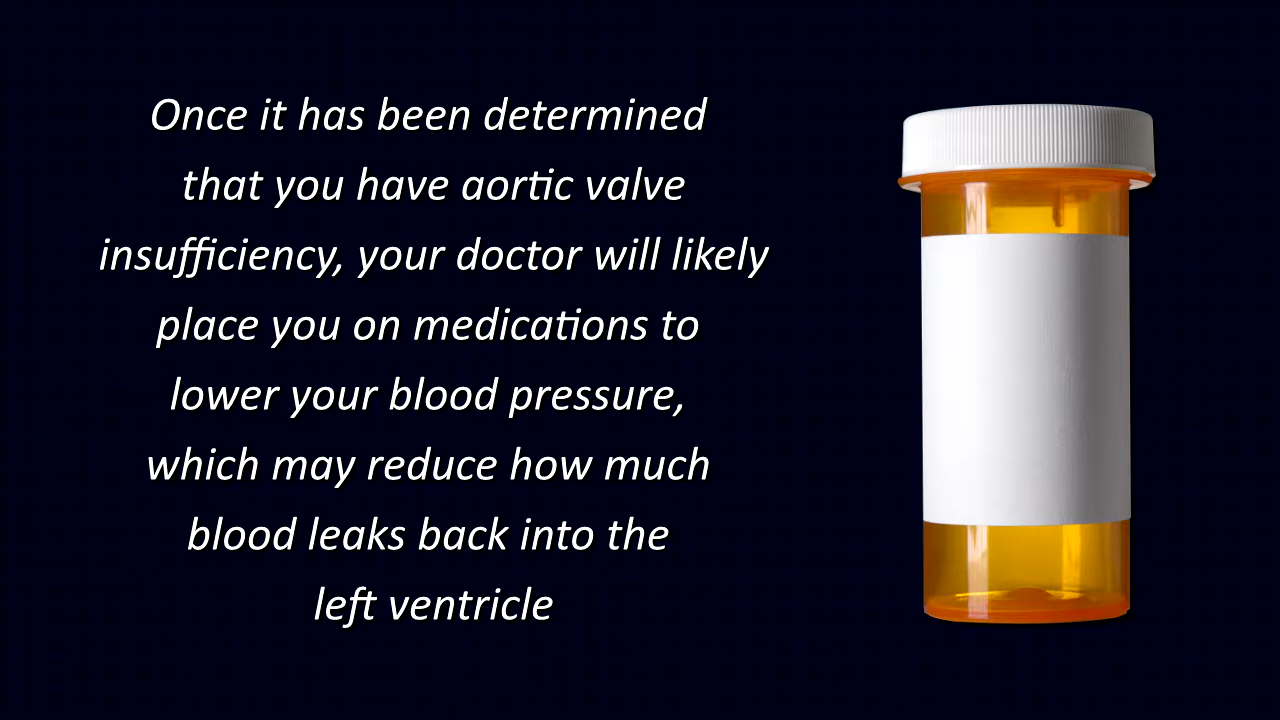 Once it has been determined
that you have aortic valve
insufficiency, your doctor will likely
place you on medications to
lower your blood pressure,
which may reduce how much
blood leaks back into the
left ventricle